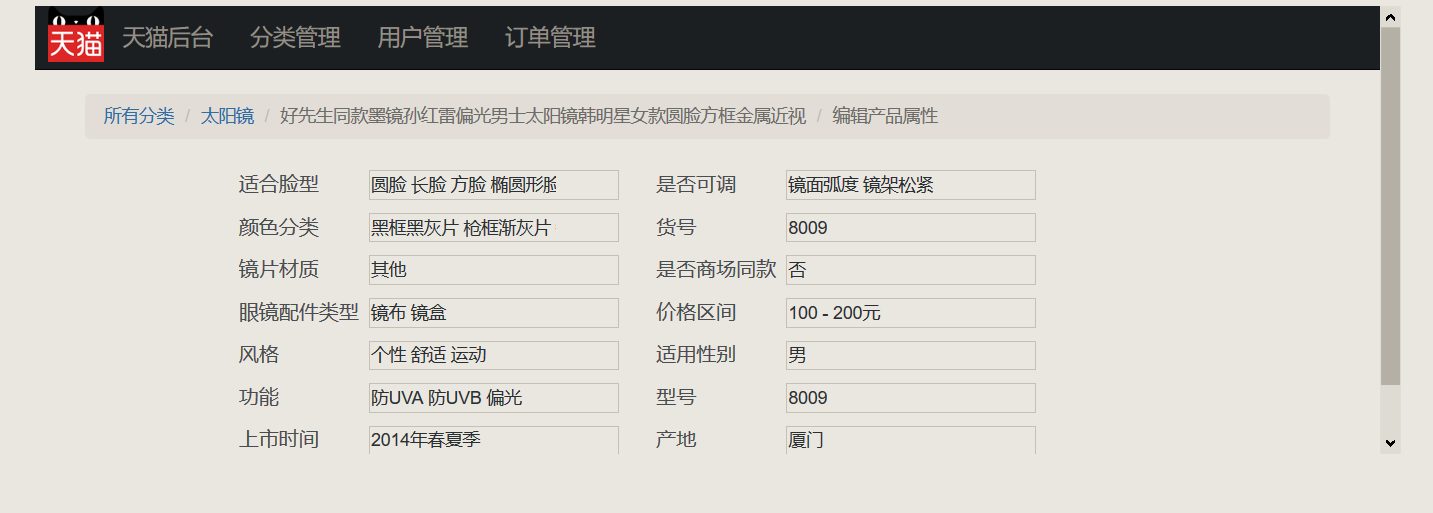 天猫 天猫后台 分类管理 用户管理 订单管理
所有分类 / 太阳镜 / 好先生同款墨镜孙红雷偏光男士太阳镜韩明星女款圆脸方框金属近视 / 编辑产品属性
适合脸型 圆脸 长脸 方脸 椭圆形脸 是否可调 镜面弧度 镜架松紧
颜色分类 黑框黑灰片 枪框渐灰片 货号 8009
镜片材质 其他 是否商场同款 否
眼镜配件类型 镜布 镜盒 价格区间 100 - 200元
风格 个性 舒适 运动 适用性别 男
功能 防UVA 防UVB 偏光 型号 8009
上市时间 2014年春夏季 产地 厦门